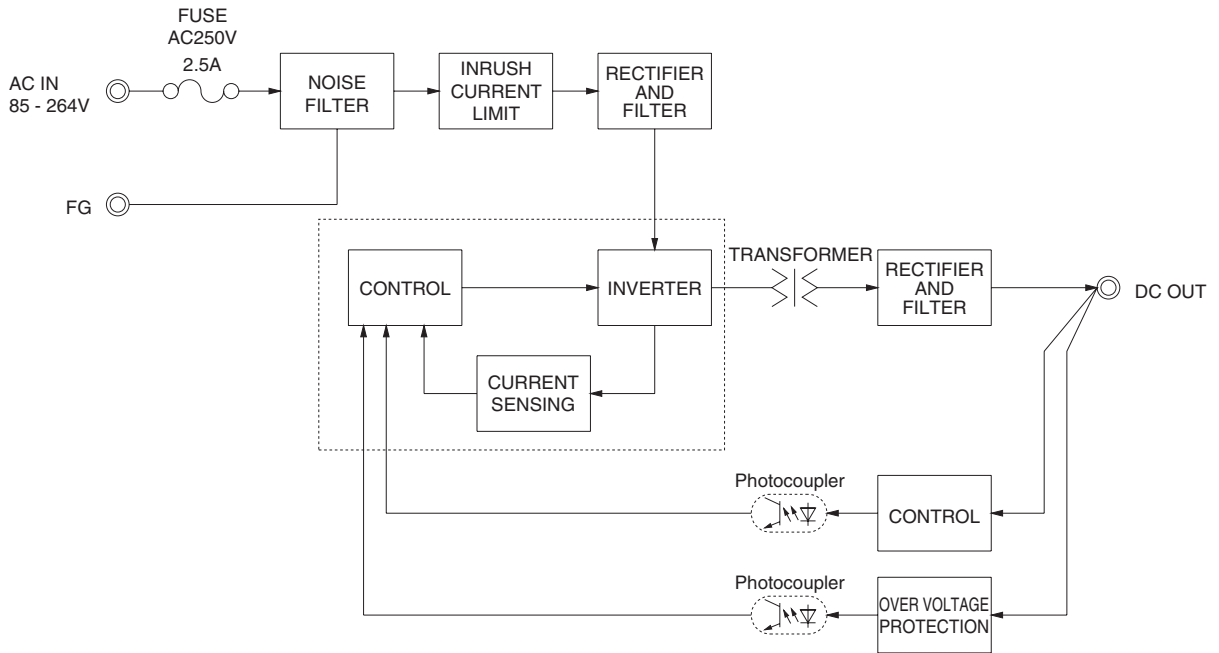 FUSE
AC250V
2.5A
AC IN
85 - 264V
NOISE
FILTER
INRUSH
CURRENT
LIMIT
RECTIFIER
AND
FILTER
FG
CONTROL
INVERTER
TRANSFORMER
RECTIFIER
AND
FILTER
DC OUT
CURRENT
SENSING
Photocoupler
CONTROL
Photocoupler
OVER VOLTAGE
PROTECTION